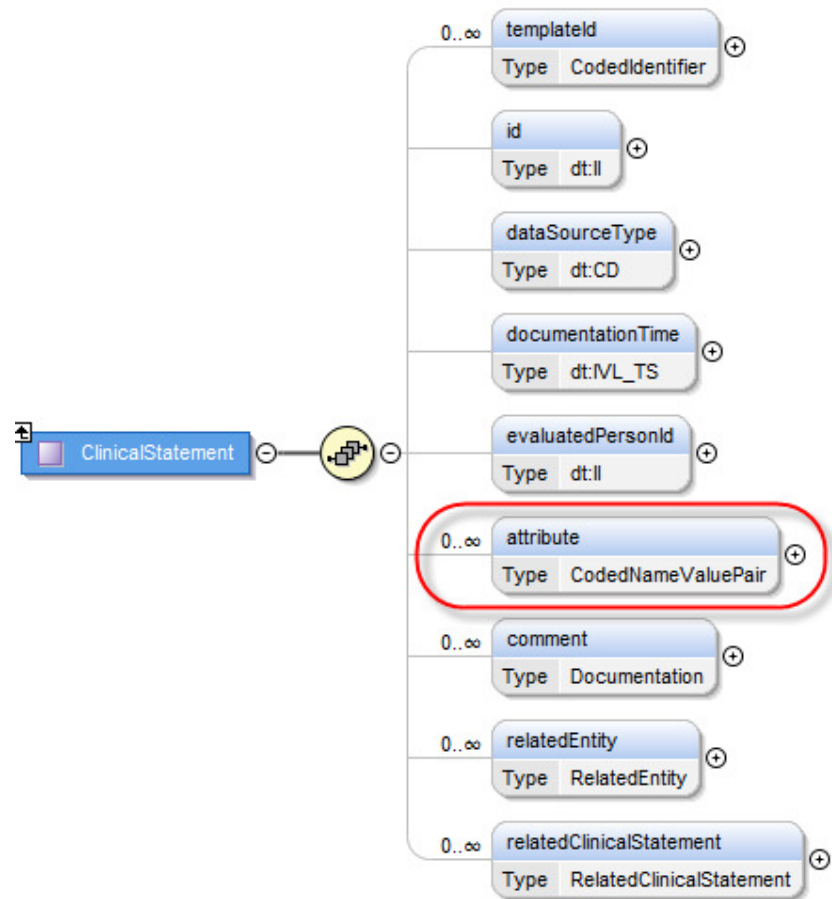 0..∞ templateId
Type CodedIdentifier
id
Type dt:II
dataSourceType
Type dt:CD
documentationTime
Type dt:IVL_TS
ClinicalStatement
evaluatedPersonId
Type dt:II
0..∞ attribute
Type CodedNameValuePair
0..∞ comment
Type Documentation
0..∞ relatedEntity
Type RelatedEntity
0..∞ relatedClinicalStatement
Type RelatedClinicalStatement